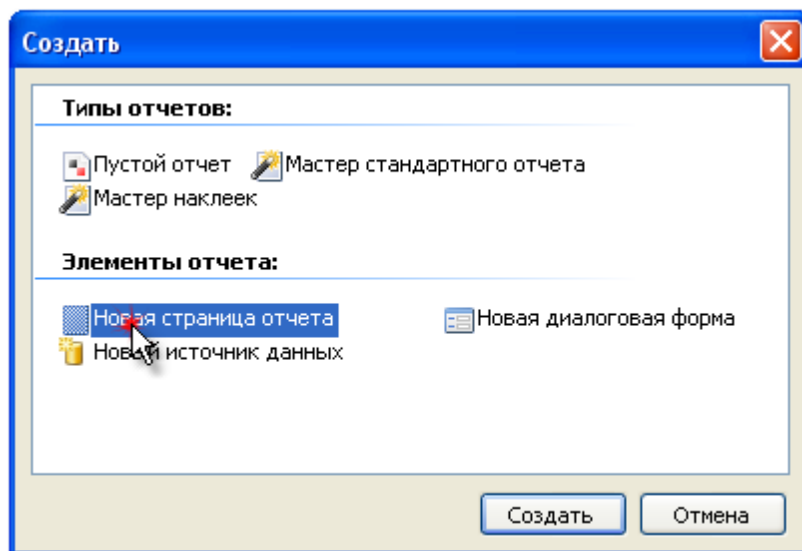 Создать
Типы отчетов:
Пустой отчет Мастер стандартного отчета
Мастер наклеек
Элементы отчета:
Новая страница отчета Новая диалоговая форма
Новый источник данных
Создать Отмена